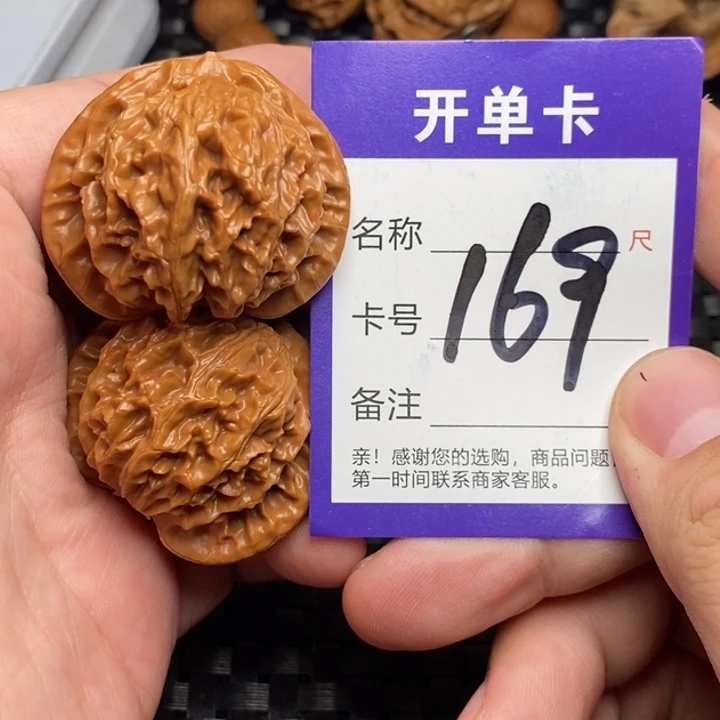 开单卡
名称 尺
卡号 169
备注
亲！感谢您的选购，商品问题
第一时间联系商家客服。